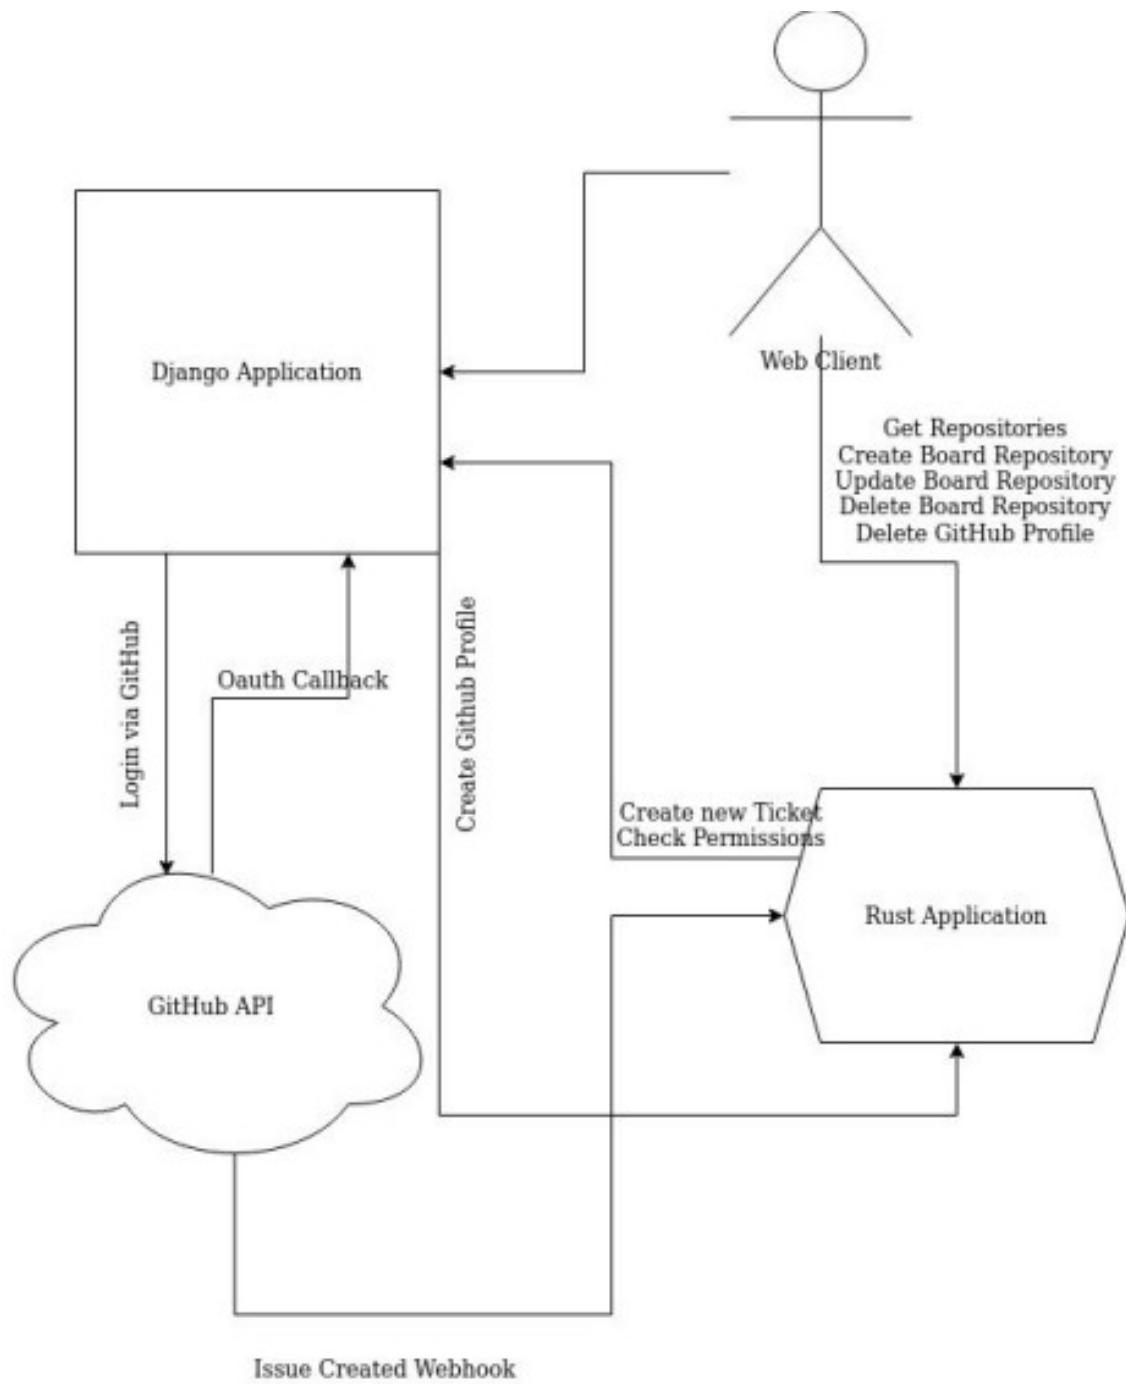 Django Application
Web Client
Get Repositories
Create Board Repository
Update Board Repository
Delete Board Repository
Delete GitHub Profile
Login via GitHub
Oauth Callback
Create Github Profile
Create new Ticket
Check Permissions
Rust Application
GitHub API
Issue Created Webhook